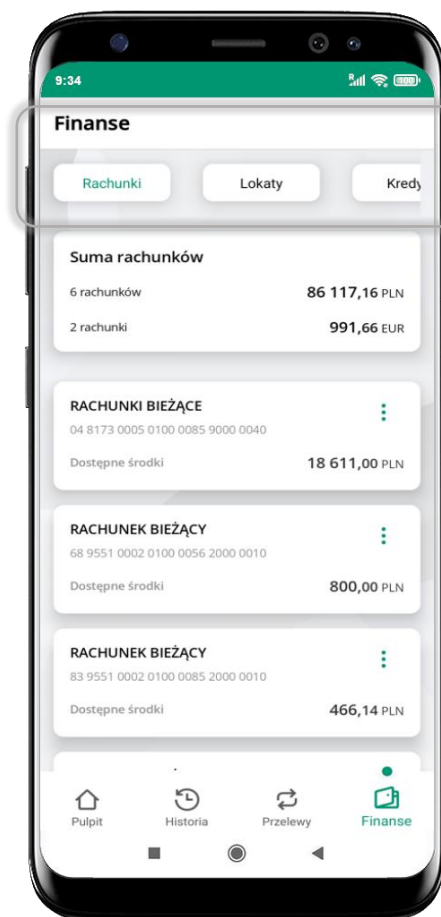 9:34
R
100
Finanse
Rachunki Lokaty Kredy
Suma rachunków
6 rachunków 86 117,16 PLN
2 rachunki 991,66 EUR
RACHUNKI BIEŻĄCE
04 8173 0005 0100 0085 9000 0040
Dostępne środki 18 611,00 PLN
RACHUNEK BIEŻĄCY
68 9551 0002 0100 0056 2000 0010
Dostępne środki 800,00 PLN
RACHUNEK BIEŻĄCY
83 9551 0002 0100 0085 2000 0010
Dostępne środki 466,14 PLN
Pulpit Historia Przelewy Finanse